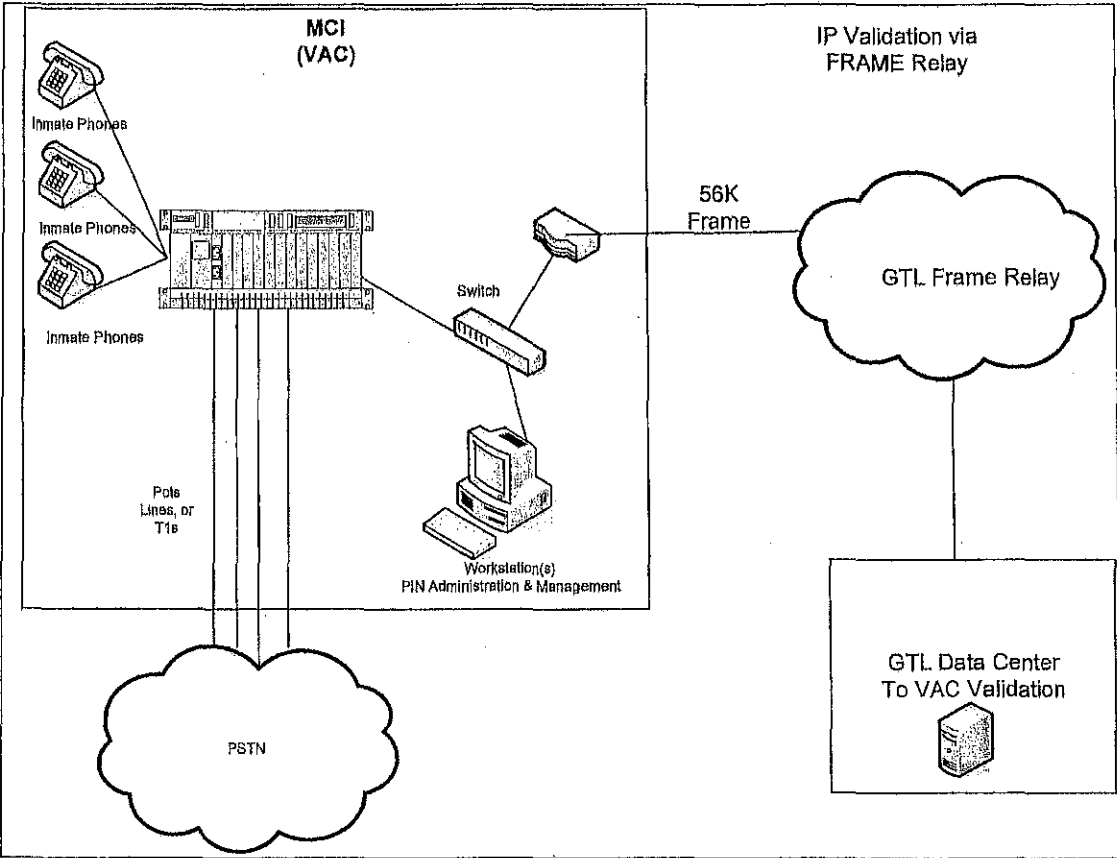 MCI
(VAC)
IP Validation via
FRAME Relay
Inmate Phones
Inmate Phones
Inmate Phones
56K
Frame
GTL Frame Relay
Switch
Pots
Lines, or
T1s
Workstation(s)
PIN Administration & Management
GTL Data Center
To VAC Validation
PSTN